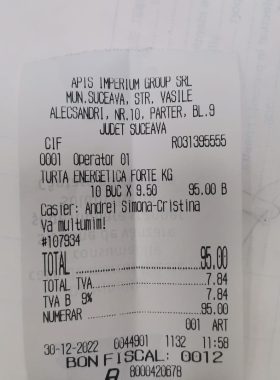 APIS IMPERIUM GROUP SRL
MUN.SUCEAVA, STR. VASILE
ALECSANDRI, NR.10, PARTER, BL.9
JUDET SUCEAVA
CIF RO31395555
0001 Operator 01
TURTA ENERGETICA FORTE KG
10 BUC X 9.50 95.00 B
Casier: Andrei Simona-Cristina
Va multumim!
#107934
TOTAL 95.00
TOTAL TVA 7.84
TVA B 9% 7.84
NUMERAR 95.00
001 ART
30-12-2022 0044901 1132 11:58
BON FISCAL: 0012
8000420678